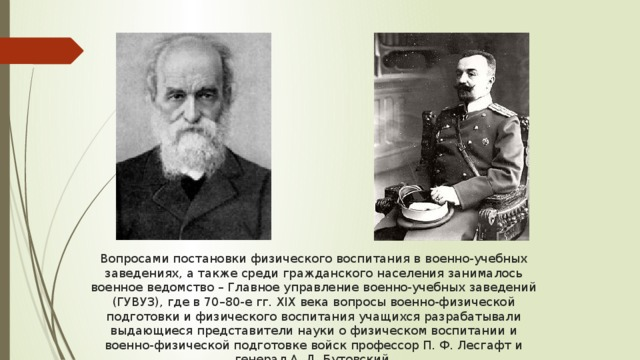 Вопросами постановки физического воспитания в военно-учебных
заведениях, а также среди гражданского населения занималось
военное ведомство – Главное управление военно-учебных заведений
(ГУВУЗ), где в 70–80-е гг. XIX века вопросы военно-физической
подготовки и физического воспитания учащихся разрабатывали
выдающиеся представители науки о физическом воспитании и
военно-физической подготовке войск профессор П. Ф. Лесгафт и
генерал А. Д. Бутовский